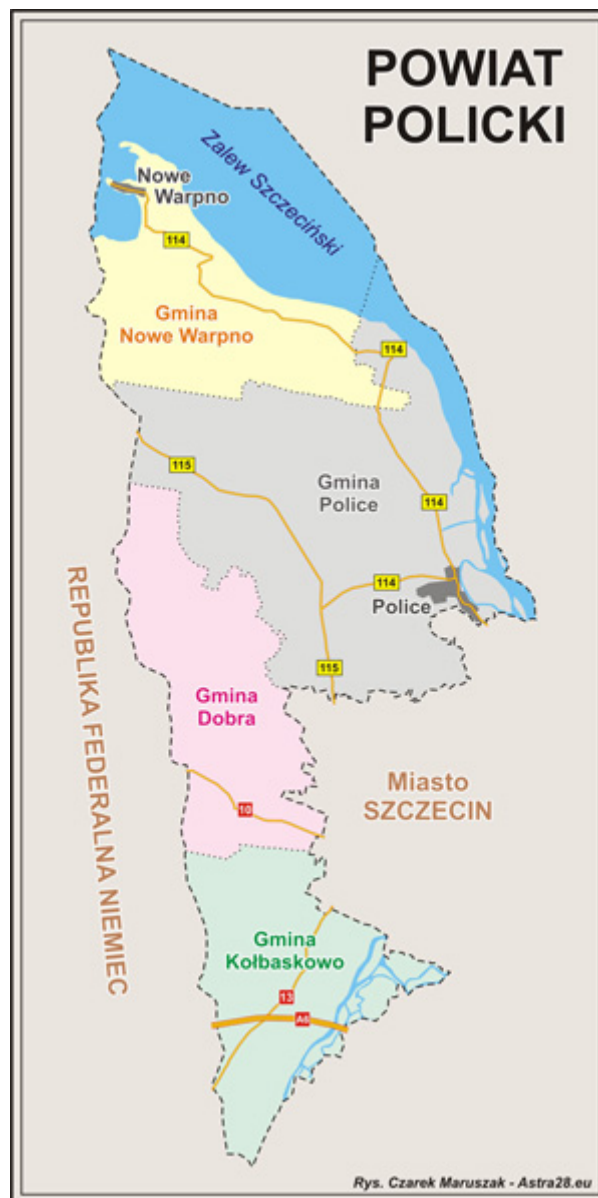 POWIAT
POLICKI
Zalew Szczeciński
Nowe
Warpno
114
Gmina
Nowe Warpno
114
115
Gmina
Police
114
114
Police
115
REPUBLIKA FEDERALNA NIEMIEC
Gmina
Dobra
Miasto
SZCZECIN
10
Gmina
Kołbaskowo
13
A6
Rys. Czarek Maruszak - Astra28.eu